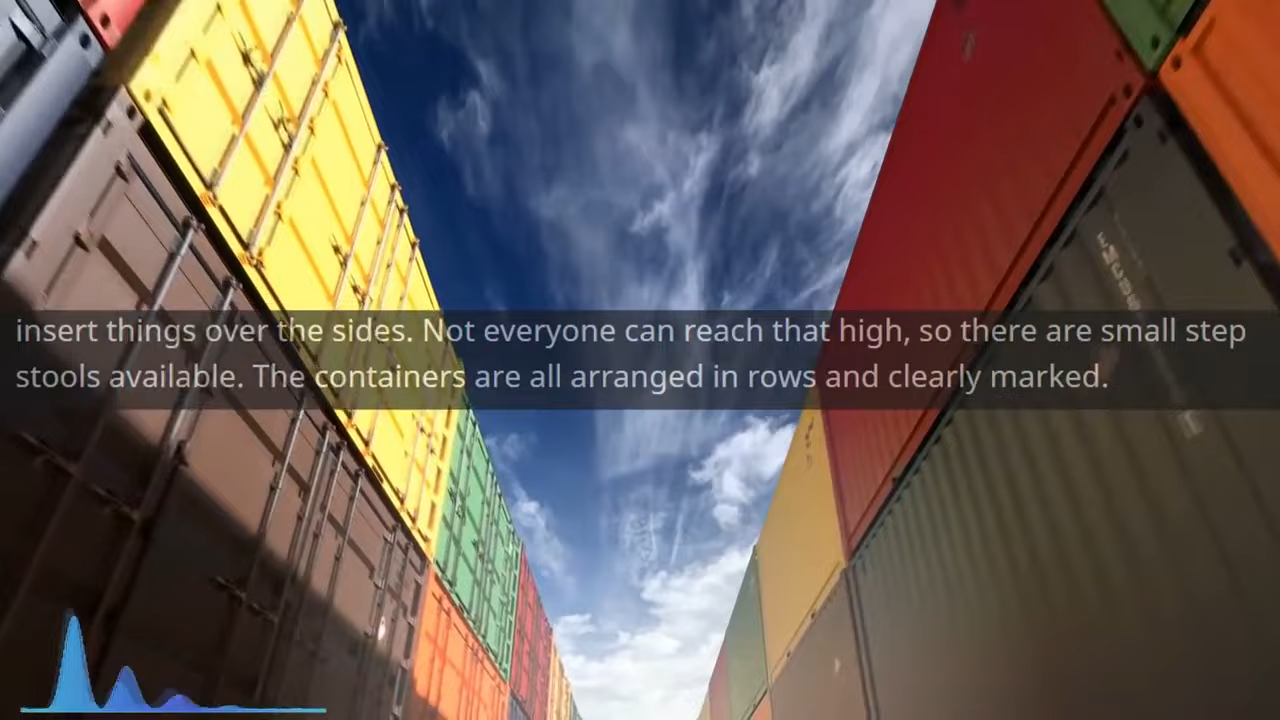 insert things over the sides. Not everyone can reach that high, so there are small step
stools available. The containers are all arranged in rows and clearly marked.